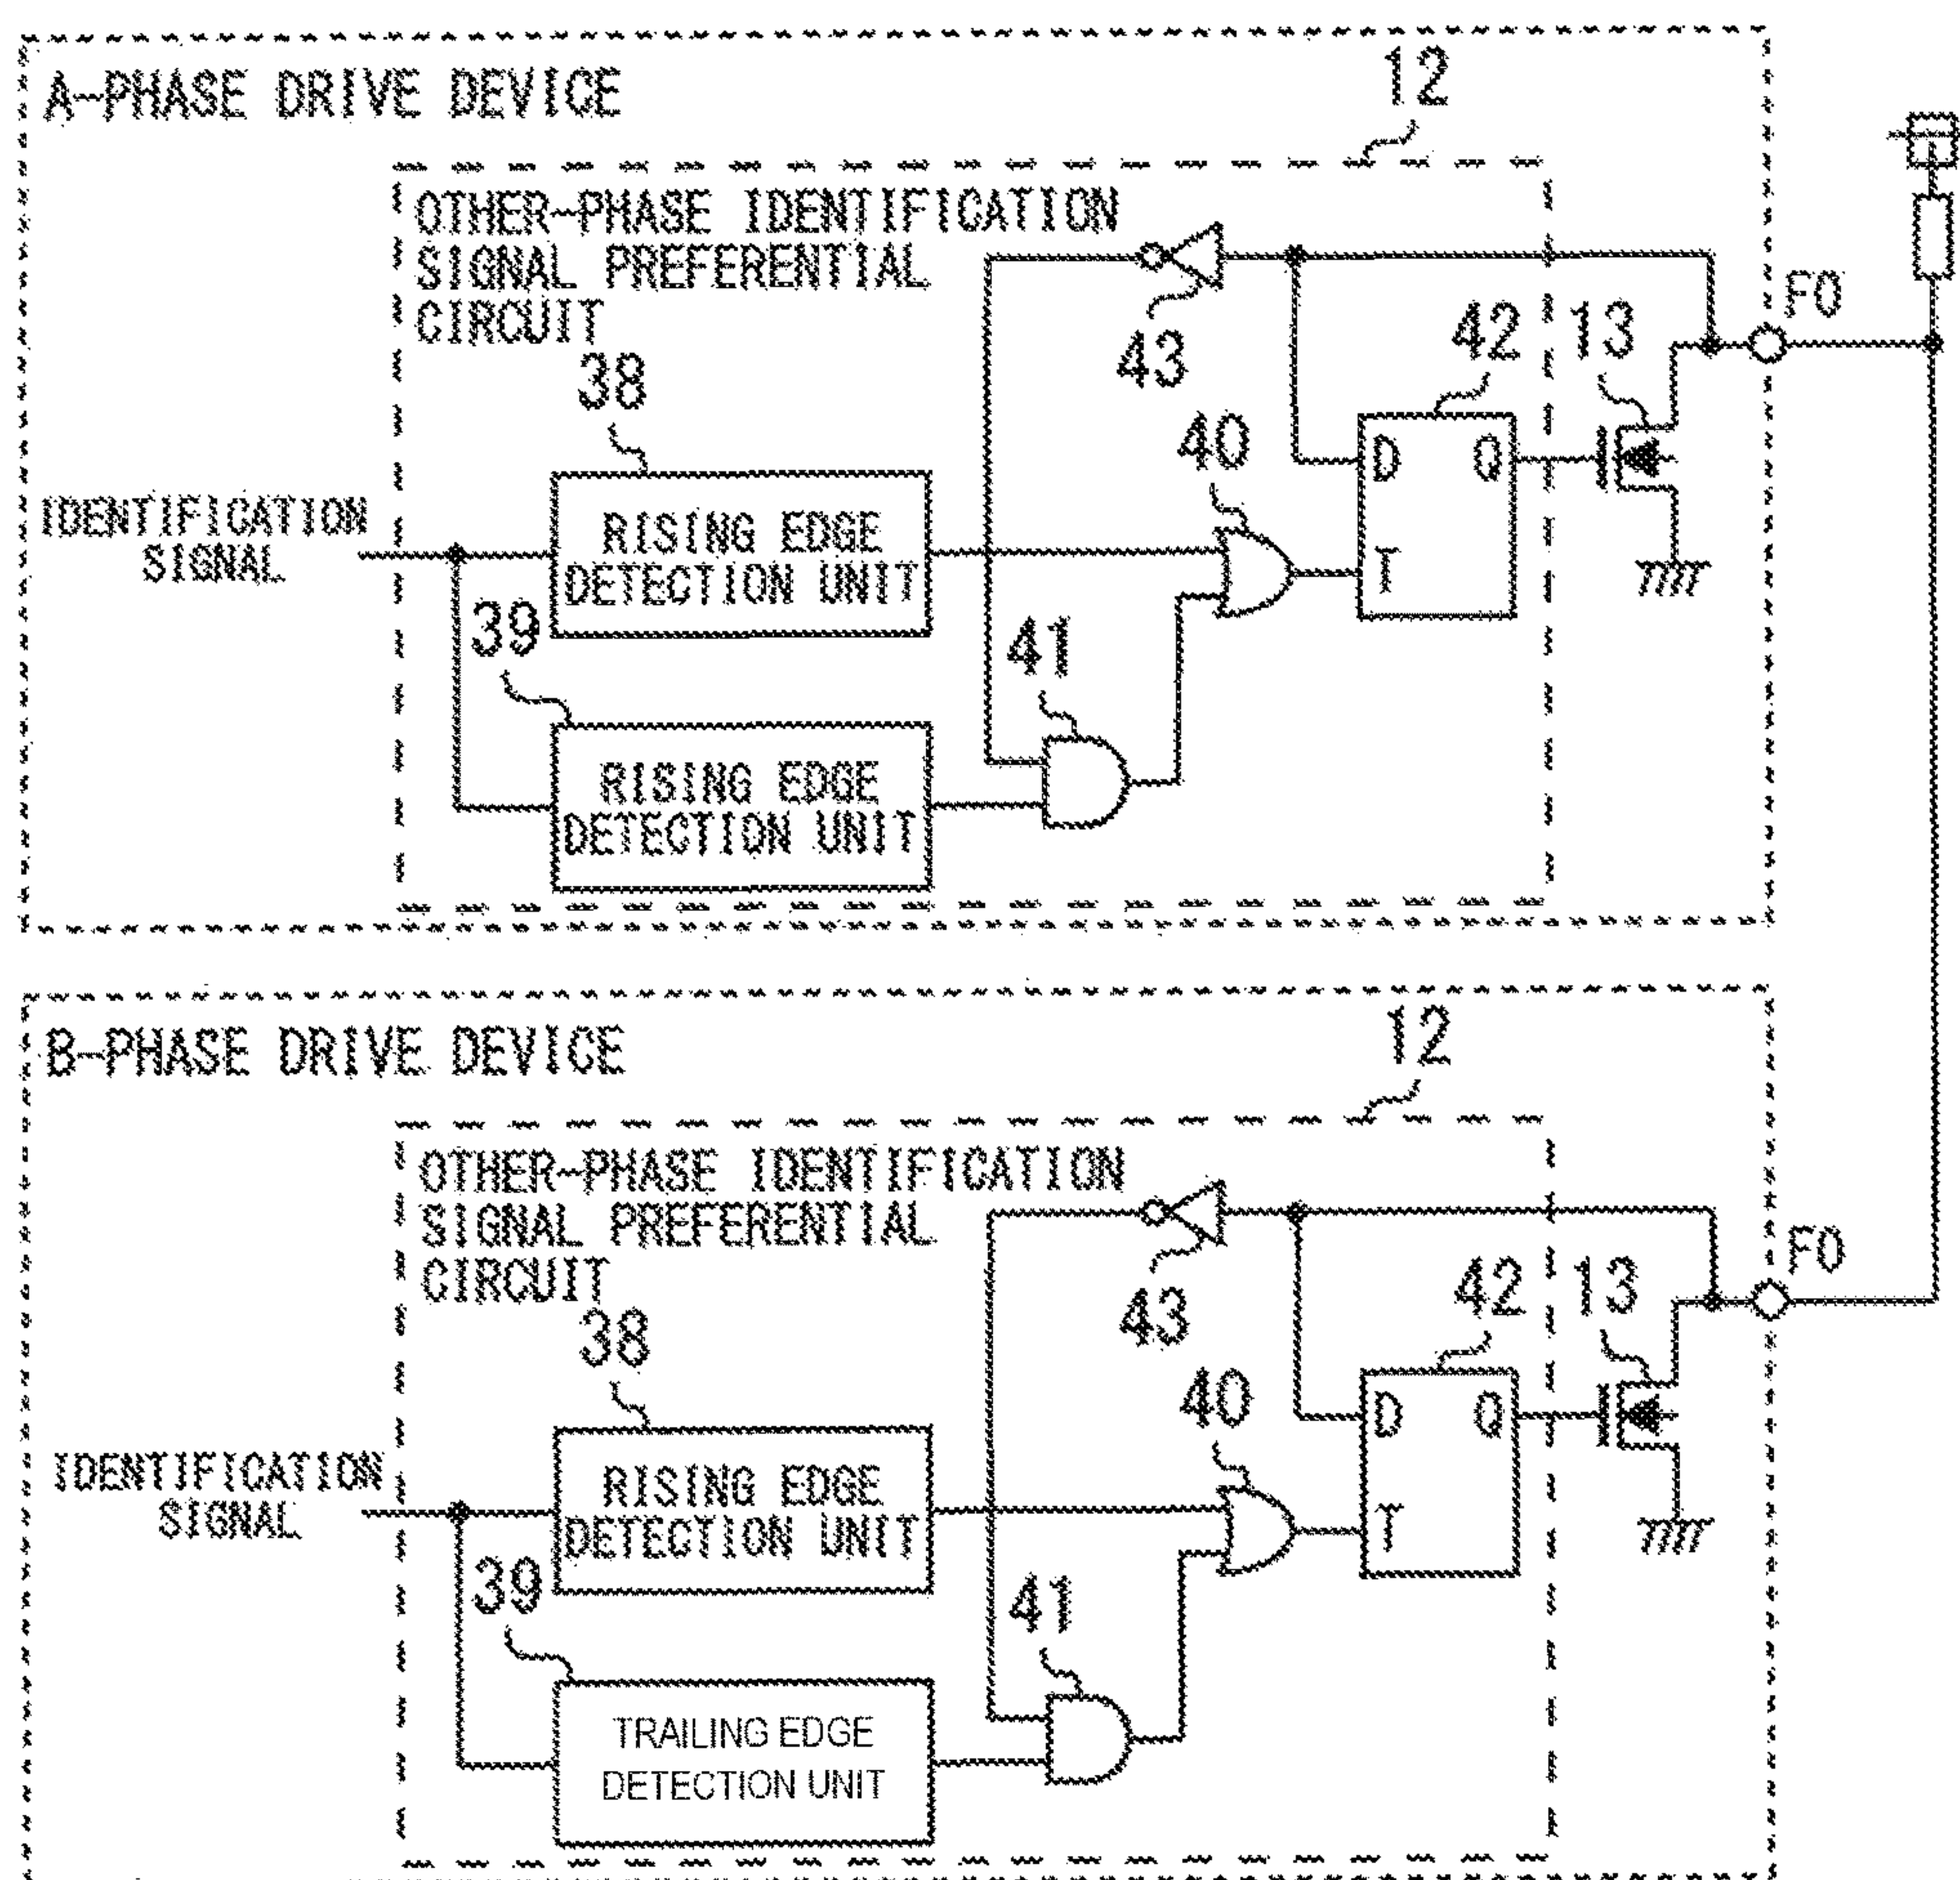 A-PHASE DRIVE DEVICE
12
OTHER-PHASE IDENTIFICATION
SIGNAL PREFERENTIAL
CIRCUIT
43
42
13
FO
38
40
D
Q
T
IDENTIFICATION
SIGNAL
RISING EDGE
DETECTION UNIT
39
41
RISING EDGE
DETECTION UNIT
B-PHASE DRIVE DEVICE
12
OTHER-PHASE IDENTIFICATION
SIGNAL PREFERENTIAL
CIRCUIT
43
42
13
FO
38
40
D
Q
T
IDENTIFICATION
SIGNAL
RISING EDGE
DETECTION UNIT
39
41
TRAILING EDGE
DETECTION UNIT